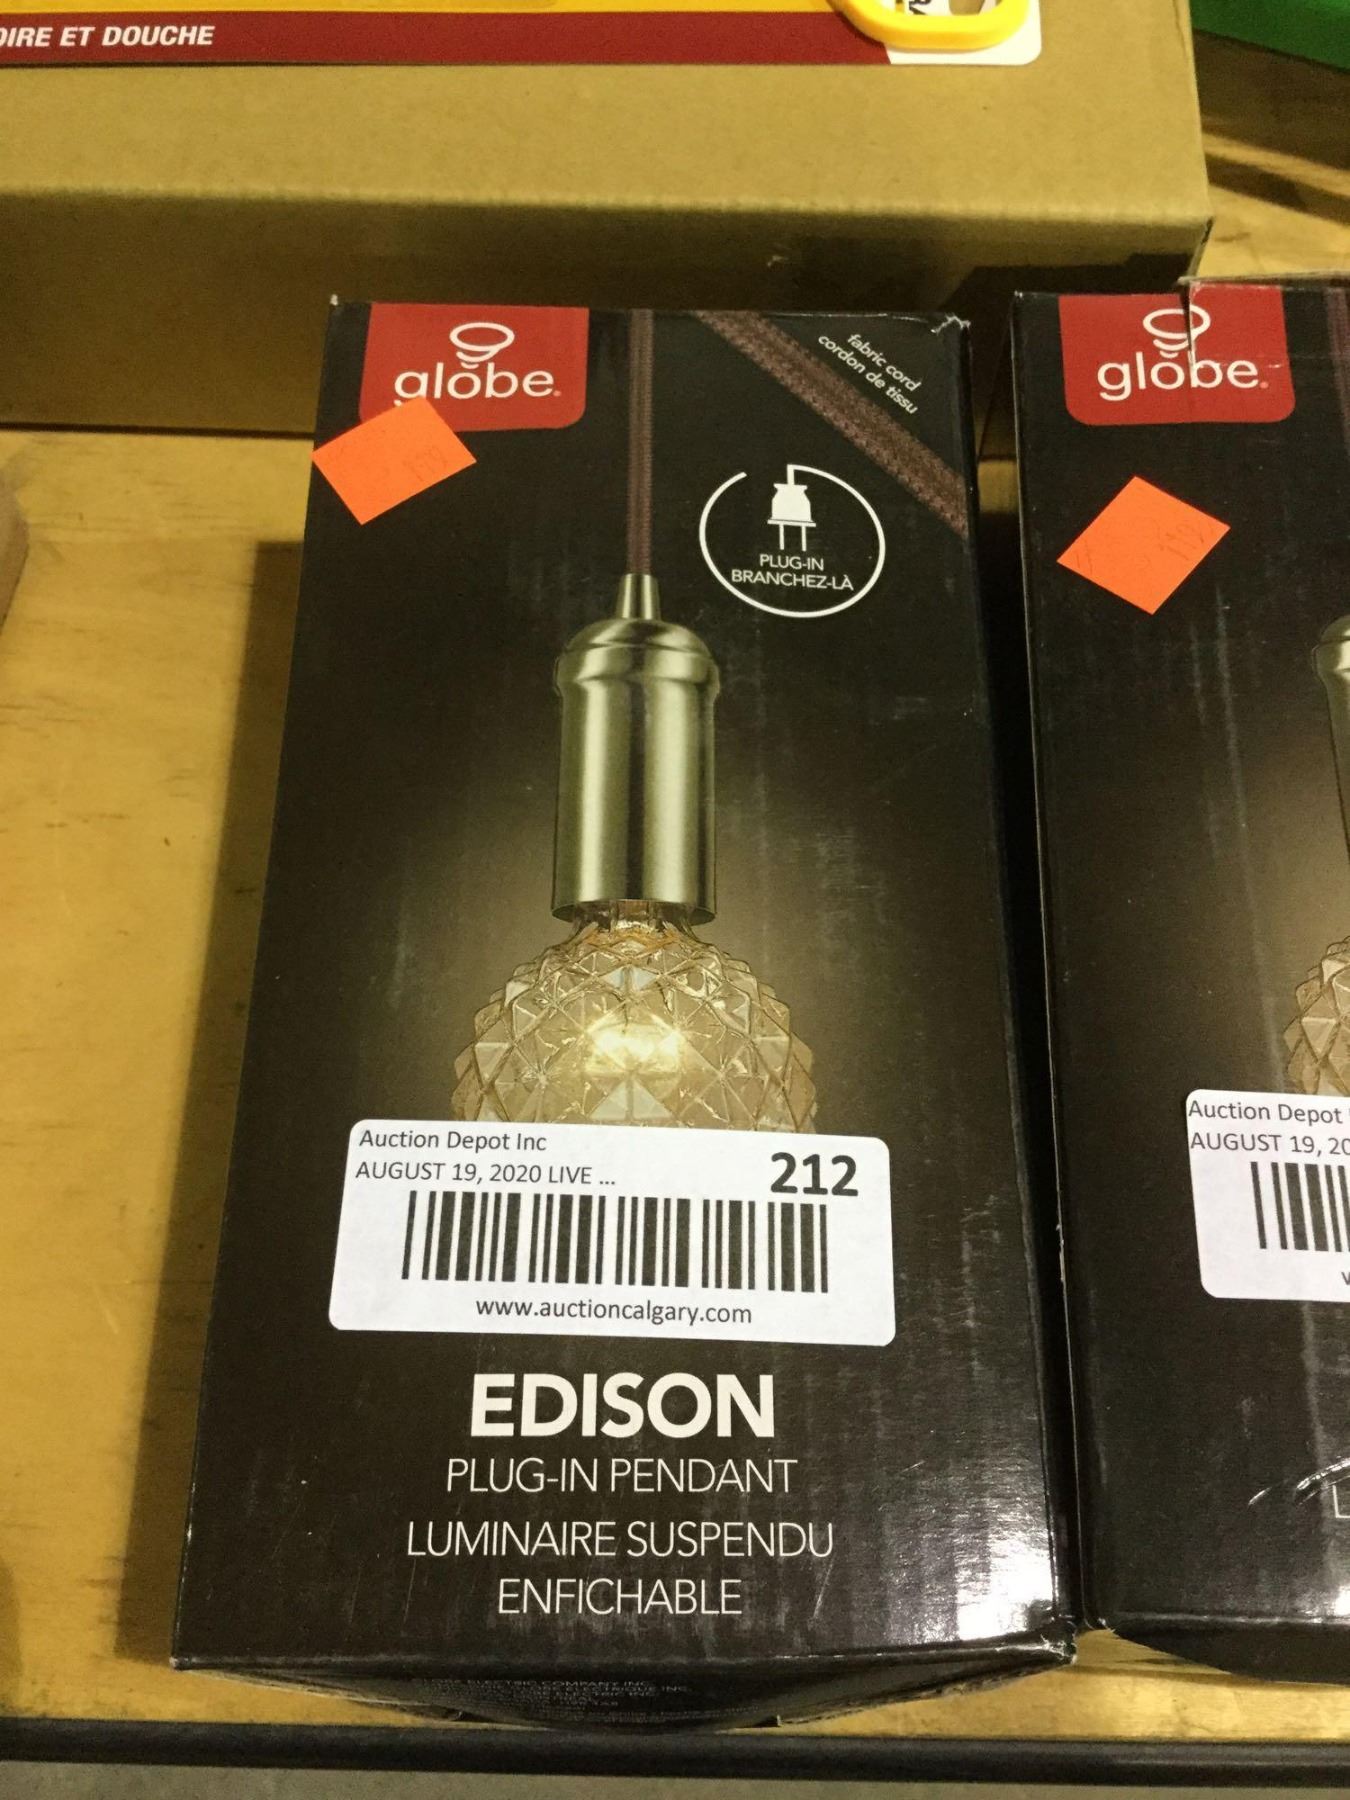 OIRE ET DOUCHE
globe
fabric cord
cordon de tissu
PLUG-IN
BRANCHEZ-LÀ
Auction Depot Inc
AUGUST 19, 2020 LIVE ...
212
www.auctioncalgary.com
EDISON
PLUG-IN PENDANT
LUMINAIRE SUSPENDU
ENFICHABLE
globe
Auction Depot
AUGUST 19, 20